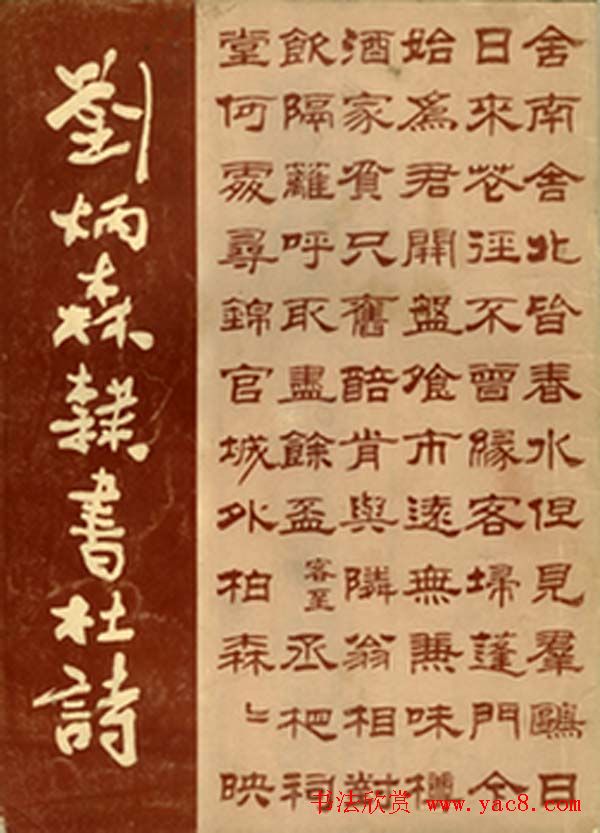 劉炳森隸書杜詩
舍南舍北皆春水但見羣鷗日
日來花徑不曾緣客埽蓬門今
始爲君開盤飧市遠無兼味樽
酒家貧只舊醅肯與隣翁相對
飲隔籬呼取盡餘盃 客至 丞相祠
堂何處尋錦官城外柏森〻映
书法欣赏 www.yac8.com